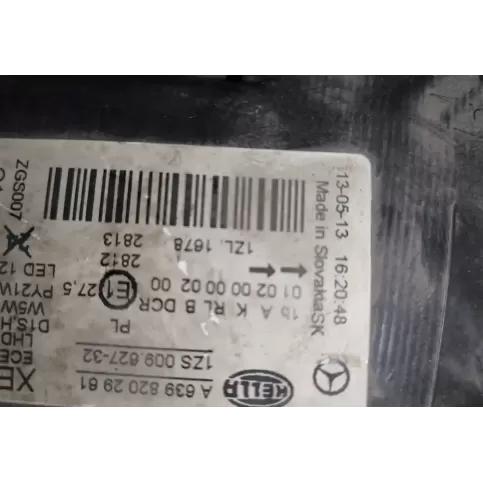 13-05-13 16:20:48
Made in SlovakiaSK
1ZL. 1678
2813
2812
01 02 00 00 02 00
1b A K RL B DCR
PL
HELLA
A 639 820 29 61
1ZS 009.627-32
E1 27,5
ZGS007
LED 12
PY21W
W5W
D1S,H
LHD
ECE
XE